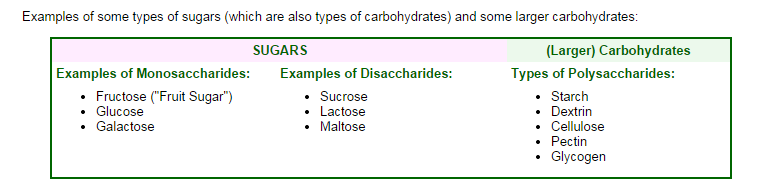 Examples of some types of sugars (which are also types of carbohydrates) and some larger carbohydrates:
SUGARS
(Larger) Carbohydrates
Examples of Monosaccharides:
Fructose ("Fruit Sugar")
Glucose
Galactose
Examples of Disaccharides:
Sucrose
Lactose
Maltose
Types of Polysaccharides:
Starch
Dextrin
Cellulose
Pectin
Glycogen